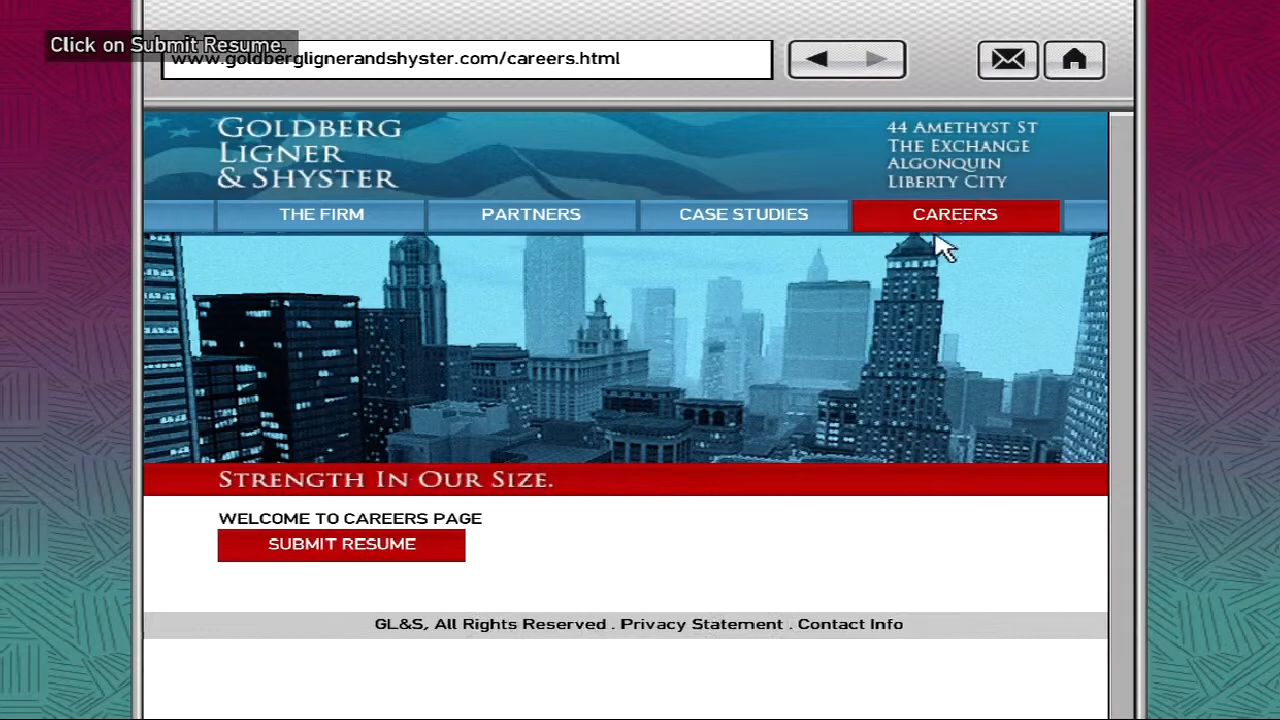 Click on Submit Resume.
www.goldberglignerandshyster.com/careers.html
GOLDBERG
LIGNER
& SHYSTER
44 AMETHYST ST
THE EXCHANGE
ALGONQUIN
LIBERTY CITY
THE FIRM
PARTNERS
CASE STUDIES
CAREERS
STRENGTH IN OUR SIZE.
WELCOME TO CAREERS PAGE
SUBMIT RESUME
GL&S, All Rights Reserved . Privacy Statement . Contact Info